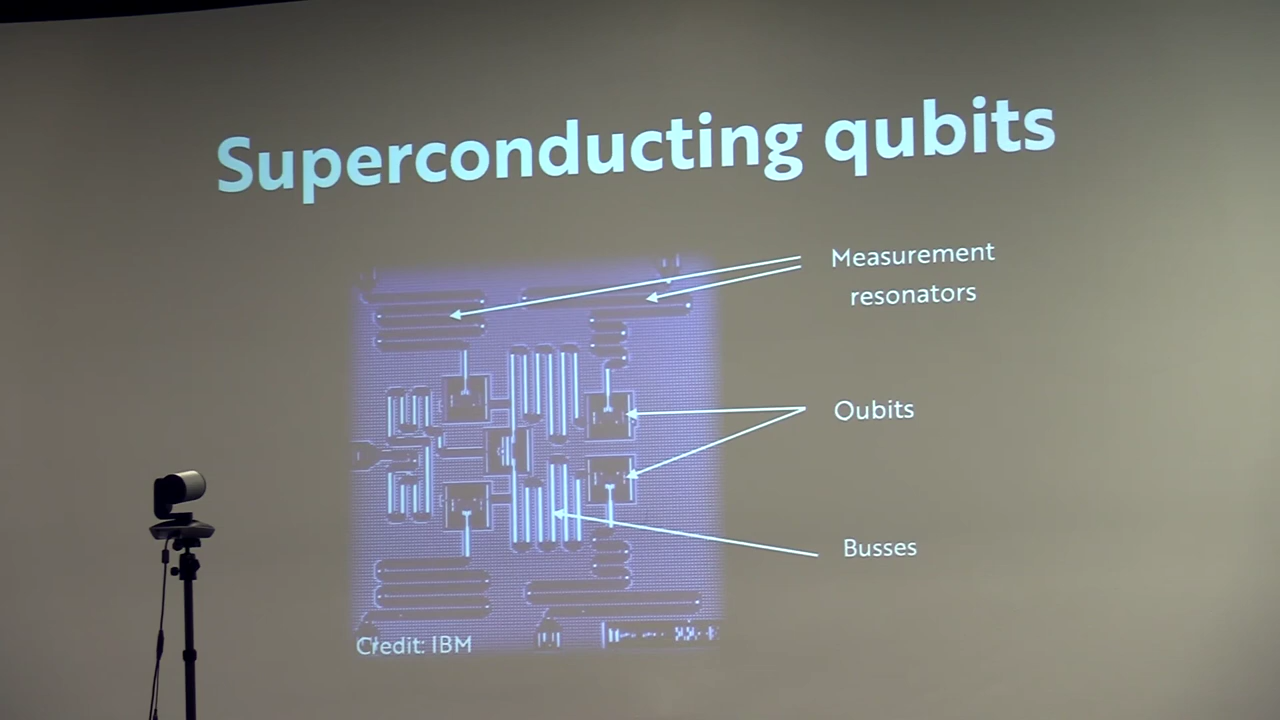 Superconducting qubits
Measurement
resonators
Oubits
Busses
Credit: IBM